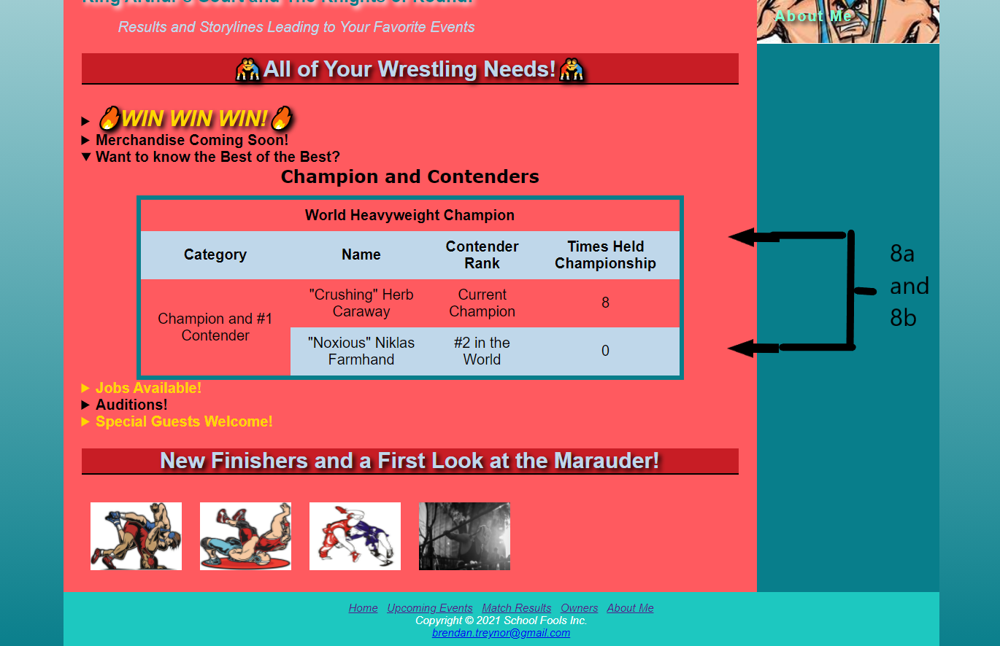 King Arthur's Court and The Knights of Round!
About Me
Results and Storylines Leading to Your Favorite Events
All of Your Wrestling Needs!
WIN WIN WIN!
Merchandise Coming Soon!
Want to know the Best of the Best?
Champion and Contenders
World Heavyweight Champion
Category Name Contender Rank Times Held Championship
Champion and #1 Contender
"Crushing" Herb Caraway Current Champion 8
"Noxious" Niklas Farmhand #2 in the World 0
8a
and
8b
Jobs Available!
Auditions!
Special Guests Welcome!
New Finishers and a First Look at the Marauder!
Home Upcoming Events Match Results Owners About Me
Copyright © 2021 School Fools Inc.
brendan.treynor@gmail.com